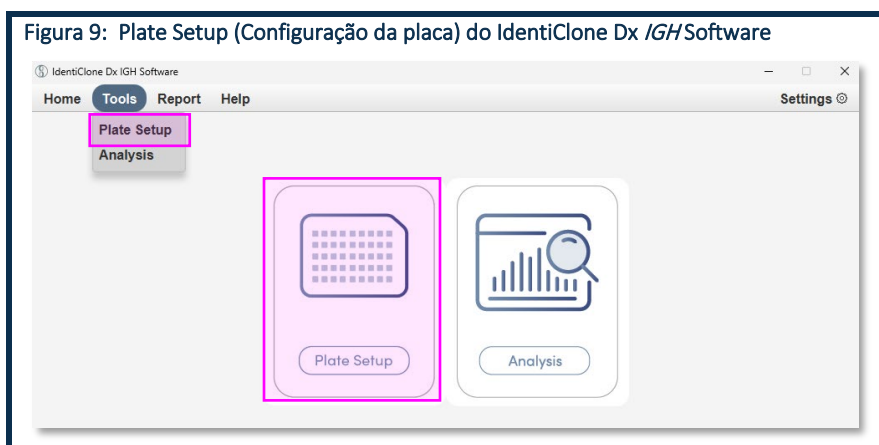 Figura 9: Plate Setup (Configuração da placa) do IdentiClone Dx IGH Software
IdentiClone Dx IGH Software
Home Tools Report Help Settings
Plate Setup
Analysis
Plate Setup Analysis